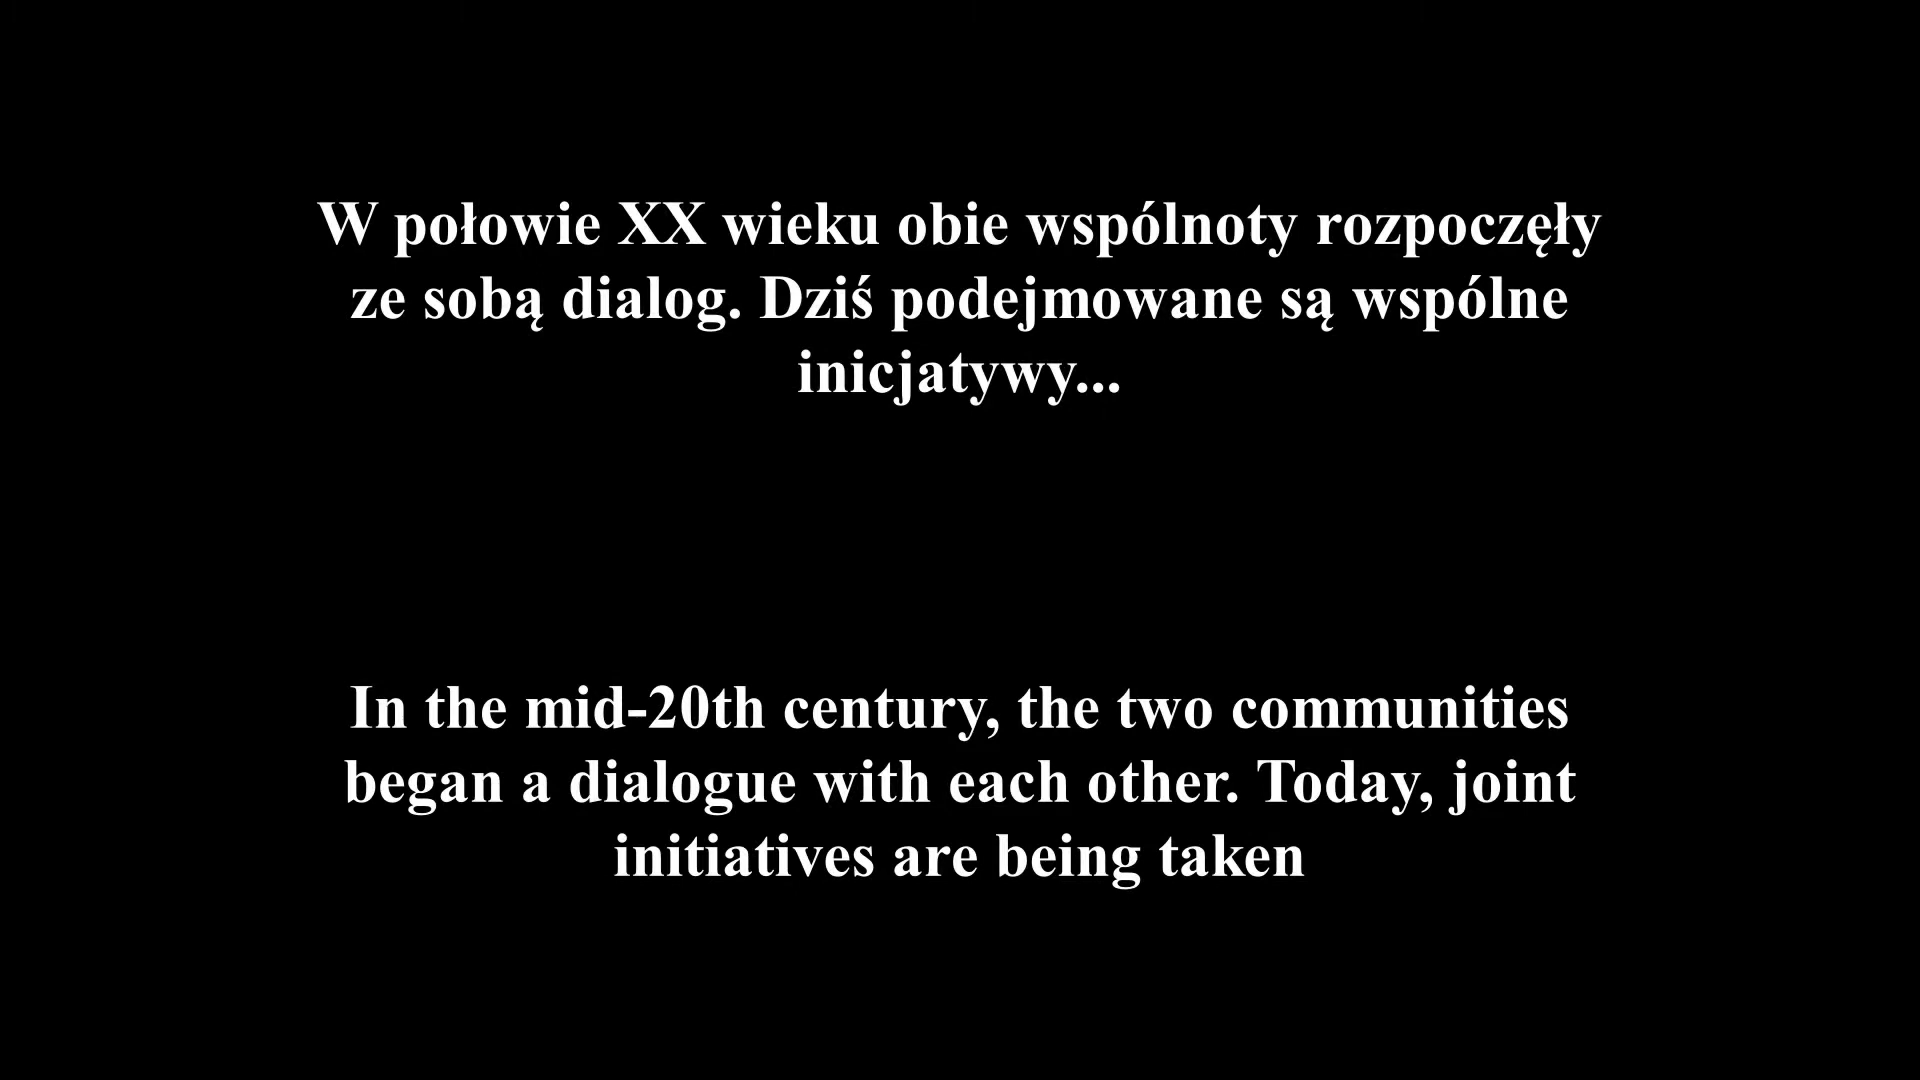 W połowie XX wieku obie wspólnoty rozpoczęły
ze sobą dialog. Dziś podejmowane są wspólne
inicjatywy...
In the mid-20th century, the two communities
began a dialogue with each other. Today, joint
initiatives are being taken